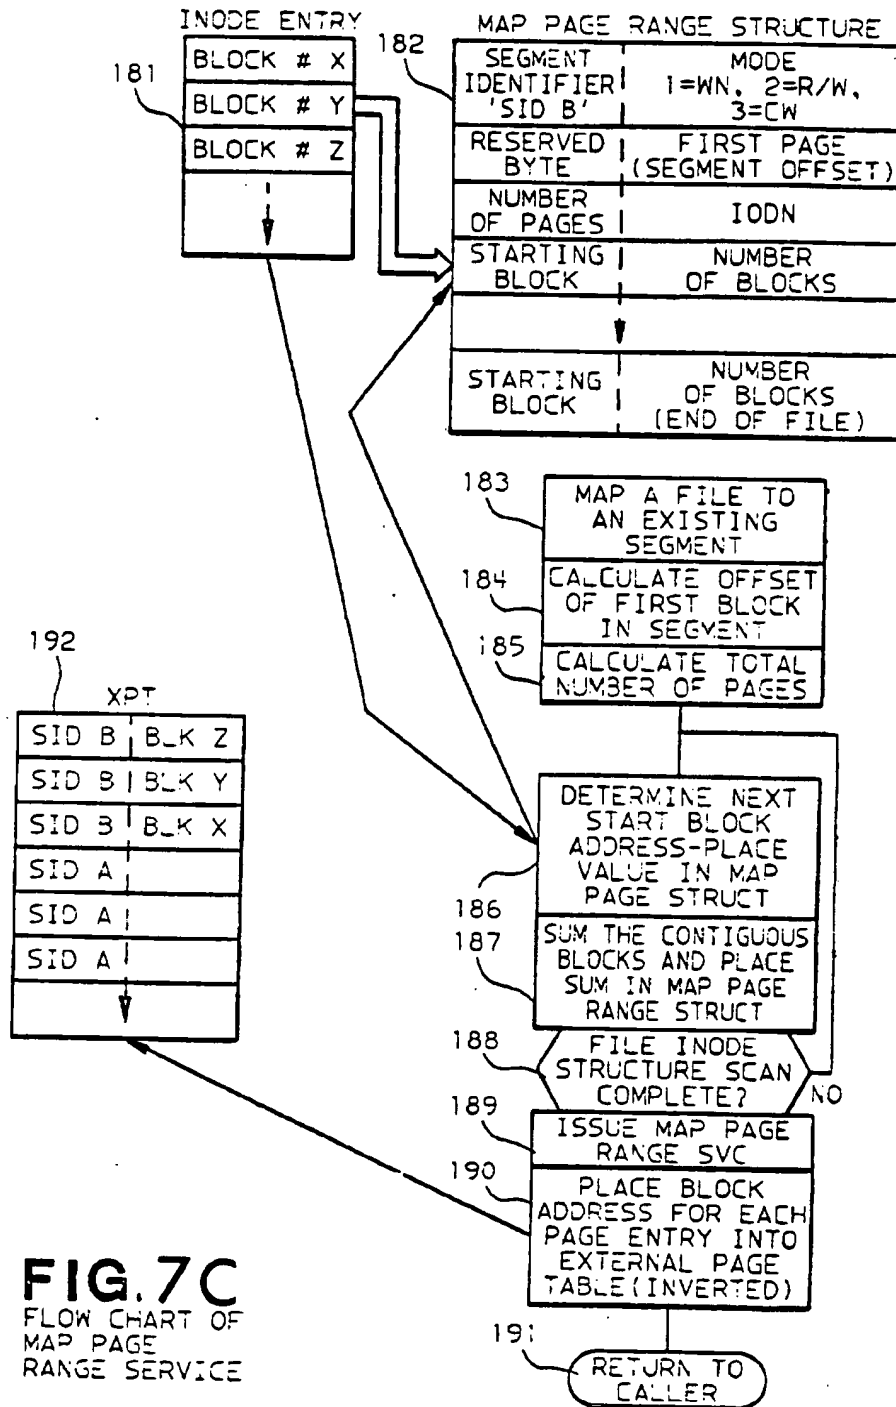 INODE ENTRY
181
BLOCK # X
BLOCK # Y
BLOCK # Z
MAP PAGE RANGE STRUCTURE
182
SEGMENT
IDENTIFIER
'SID B'
MODE
1=WN, 2=R/W,
3=CW
RESERVED
BYTE
FIRST PAGE
(SEGMENT OFFSET)
NUMBER
OF PAGES
IODN
STARTING
BLOCK
NUMBER
OF BLOCKS
STARTING
BLOCK
NUMBER
OF BLOCKS
(END OF FILE)
183
MAP A FILE TO
AN EXISTING
SEGMENT
184
CALCULATE OFFSET
OF FIRST BLOCK
IN SEGMENT
185
CALCULATE TOTAL
NUMBER OF PAGES
192
XPT
SID B BLK Z
SID B BLK Y
SID B BLK X
SID A
SID A
SID A
DETERMINE NEXT
START BLOCK
ADDRESS-PLACE
VALUE IN MAP
PAGE STRUCT
186
187
SUM THE CONTIGUOUS
BLOCKS AND PLACE
SUM IN MAP PAGE
RANGE STRUCT
188
FILE INODE
STRUCTURE SCAN
COMPLETE?
NO
189
ISSUE MAP PAGE
RANGE SVC
190
PLACE BLOCK
ADDRESS FOR EACH
PAGE ENTRY INTO
EXTERNAL PAGE
TABLE(INVERTED)
191
RETURN TO
CALLER
FIG.7C
FLOW CHART OF
MAP PAGE
RANGE SERVICE